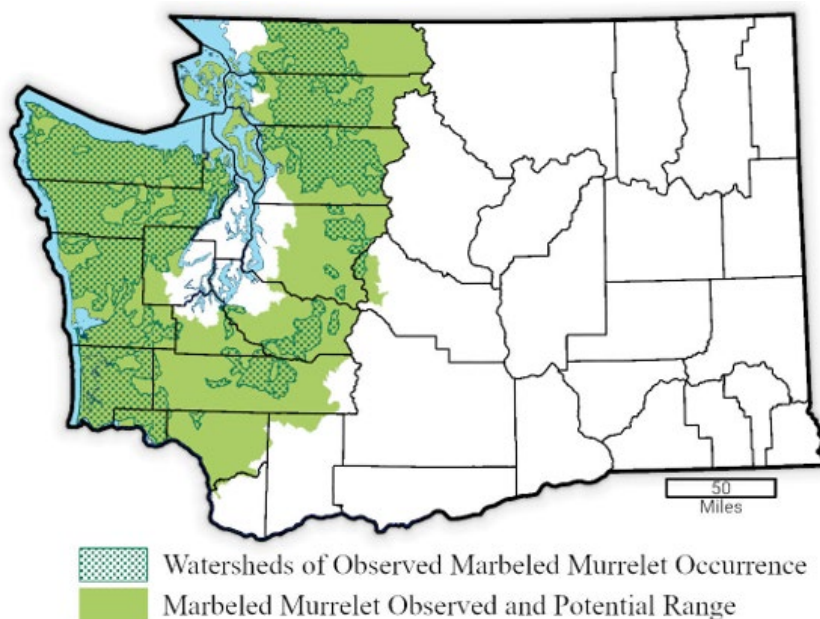 50
Miles
Watersheds of Observed Marbeled Murrelet Occurrence
Marbeled Murrelet Observed and Potential Range